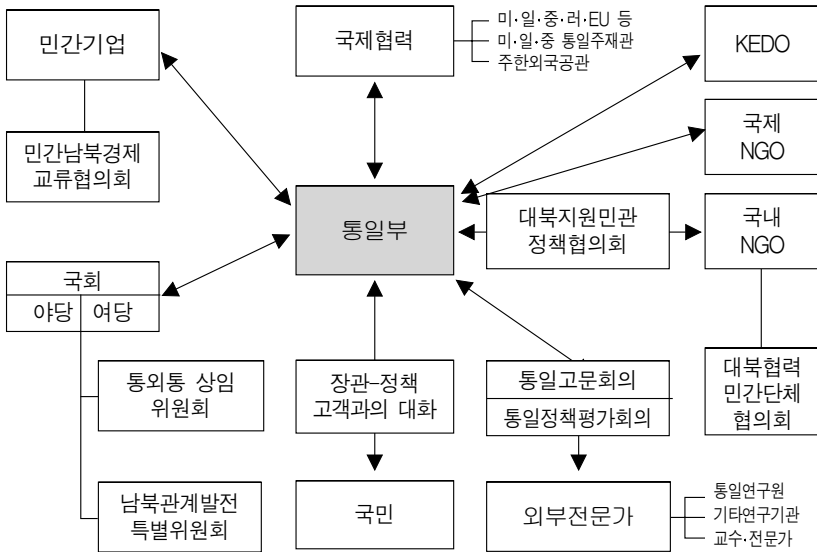 민간기업
국제협력
미·일·중·러·EU 등
미·일·중 통일주재관
주한외국공관
KEDO
민간남북경제
교류협의회
국제
NGO
통일부
대북지원민관
정책협의회
국내
NGO
국회
야당 여당
통외통 상임
위원회
장관-정책
고객과의 대화
통일고문회의
통일정책평가회의
대북협력
민간단체
협의회
남북관계발전
특별위원회
국민
외부전문가
통일연구원
기타연구기관
교수·전문가